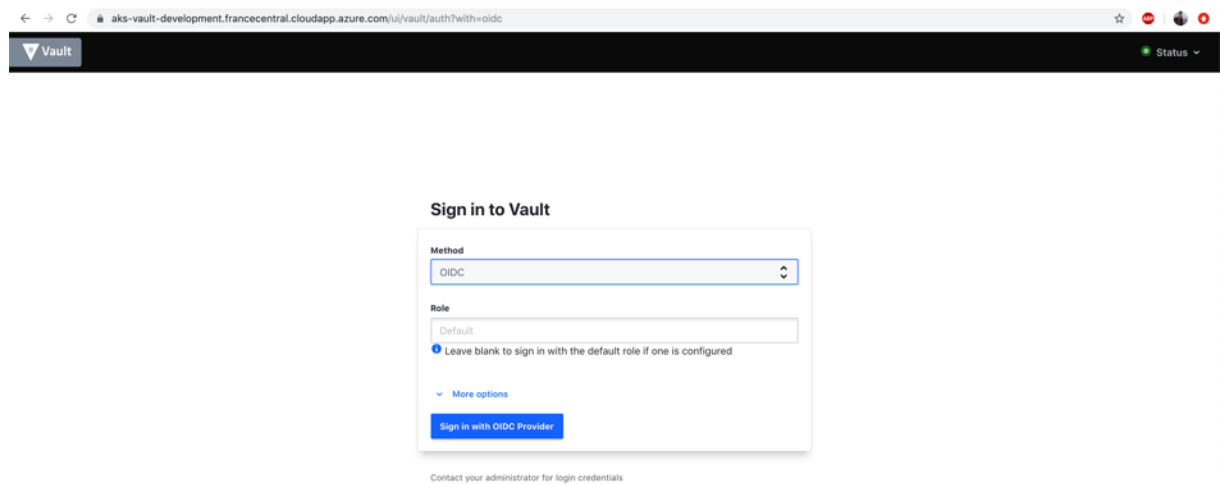 aks-vault-development.francecentral.cloudapp.azure.com/ui/vault/auth?with=oidc
ABP
Vault
Status
Sign in to Vault
Method
OIDC
Role
Default
Leave blank to sign in with the default role if one is configured
More options
Sign in with OIDC Provider
Contact your administrator for login credentials